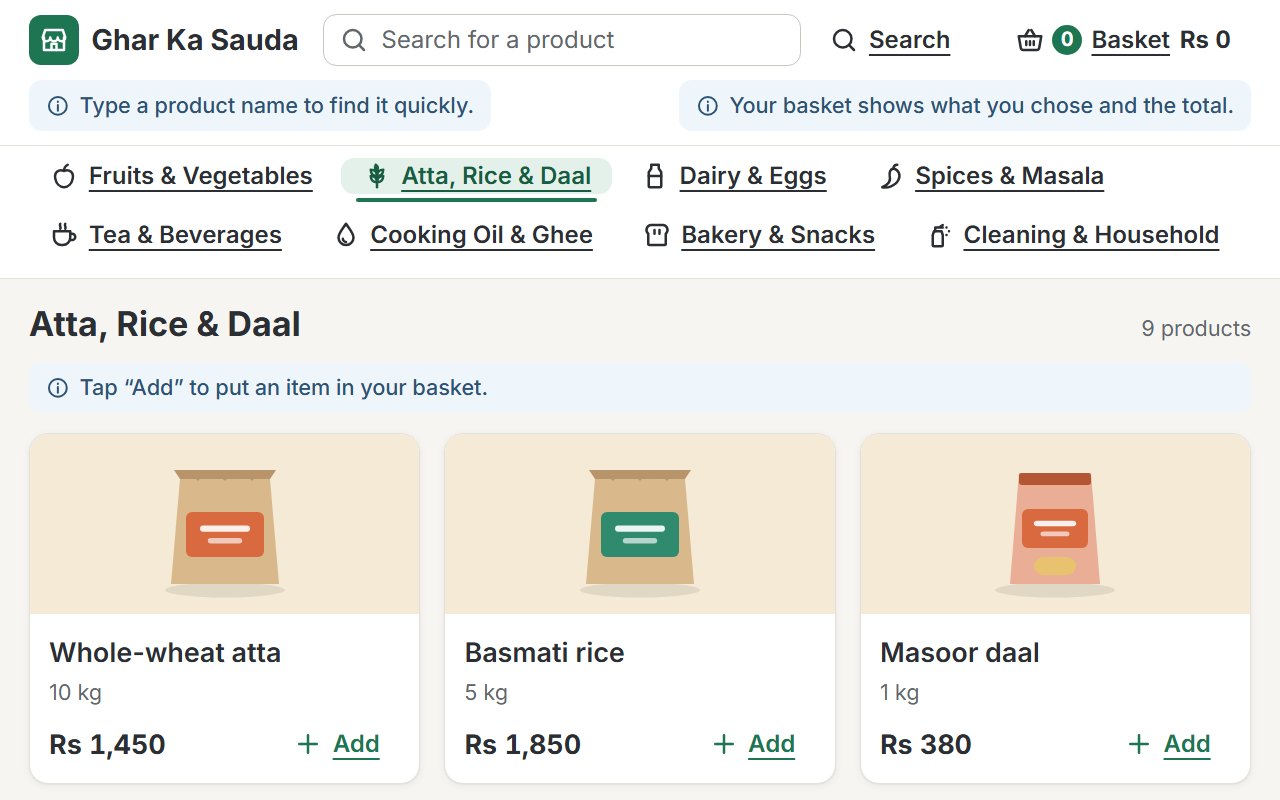 Ghar Ka Sauda
Search for a product
Search
0 Basket Rs 0
Type a product name to find it quickly.
Your basket shows what you chose and the total.
Fruits & Vegetables
Atta, Rice & Daal
Dairy & Eggs
Spices & Masala
Tea & Beverages
Cooking Oil & Ghee
Bakery & Snacks
Cleaning & Household
Atta, Rice & Daal
9 products
Tap “Add” to put an item in your basket.
Whole-wheat atta
10 kg
Rs 1,450
Add
Basmati rice
5 kg
Rs 1,850
Add
Masoor daal
1 kg
Rs 380
Add